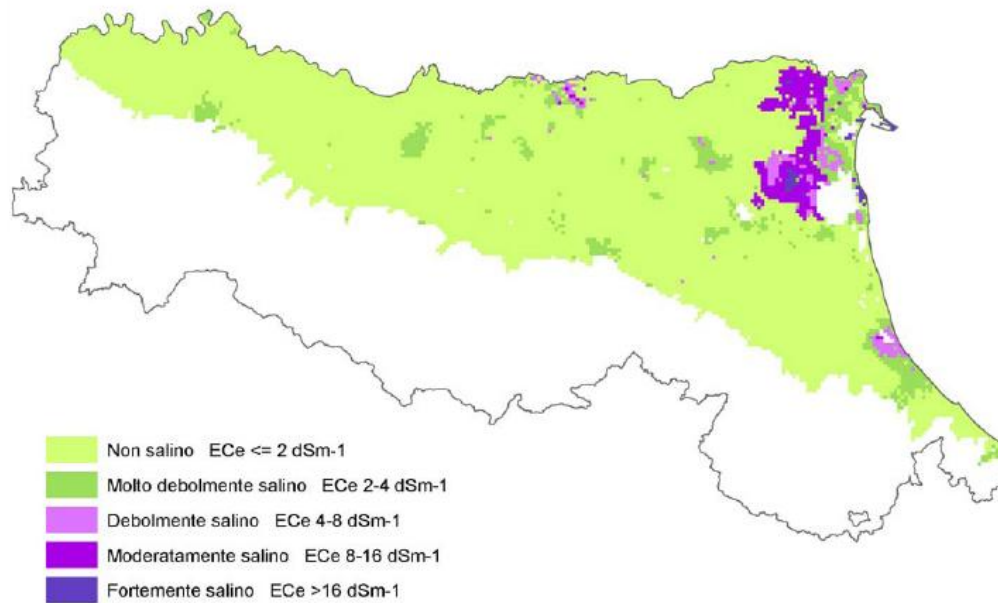 Non salino ECe <= 2 dSm-1
Molto debolmente salino ECe 2-4 dSm-1
Debolmente salino ECe 4-8 dSm-1
Moderatamente salino ECe 8-16 dSm-1
Fortemente salino ECe >16 dSm-1